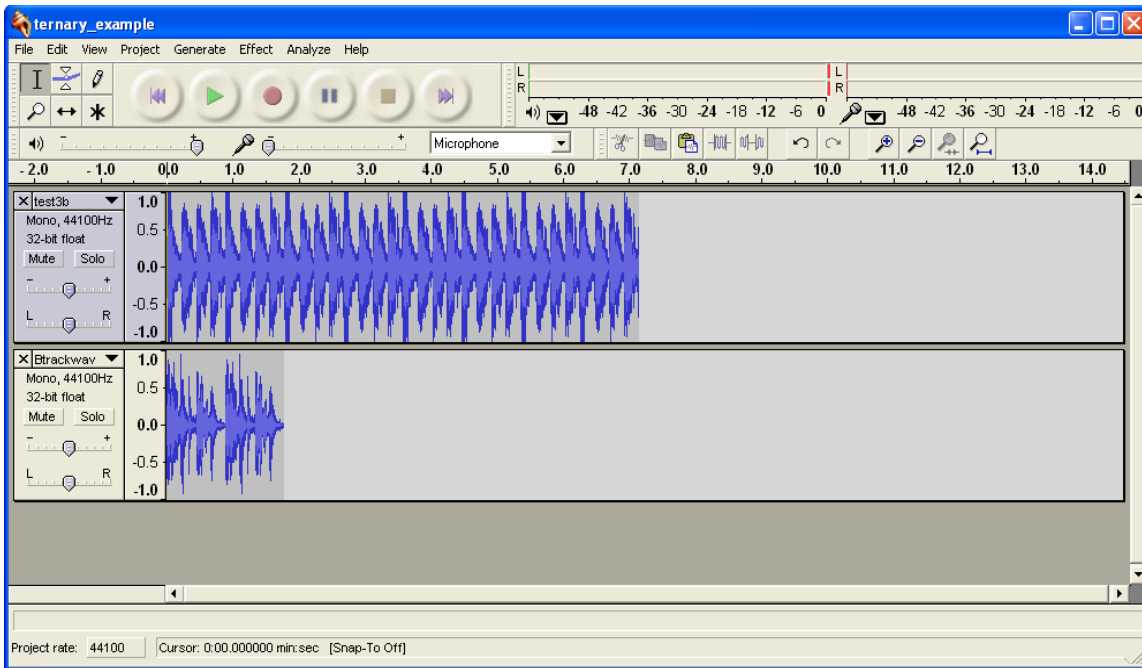 ternary_example
File Edit View Project Generate Effect Analyze Help
L
R
-48 -42 -36 -30 -24 -18 -12 -6 0
L
R
-48 -42 -36 -30 -24 -18 -12 -6 0
- + - + Microphone
-2.0 -1.0 0.0 1.0 2.0 3.0 4.0 5.0 6.0 7.0 8.0 9.0 10.0 11.0 12.0 13.0 14.0
X test3b
Mono, 44100Hz
32-bit float
Mute Solo
- +
L R
1.0
0.5
0.0
-0.5
-1.0
X Btrackwav
Mono, 44100Hz
32-bit float
Mute Solo
- +
L R
1.0
0.5
0.0
-0.5
-1.0
Project rate: 44100 Cursor: 0:00.000000 min:sec [Snap-To Off]